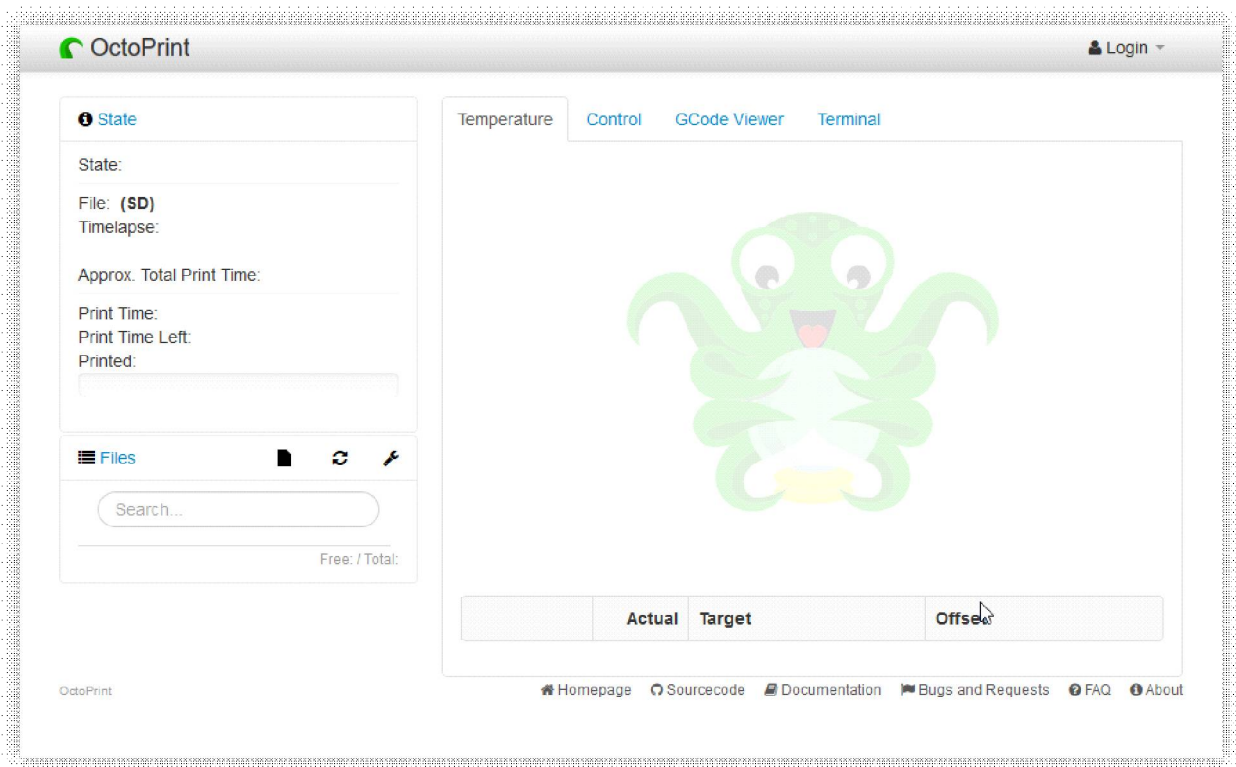 OctoPrint
Login
State
State:
File: (SD)
Timelapse:
Approx. Total Print Time:
Print Time:
Print Time Left:
Printed:
Files
Search...
Free: / Total:
Temperature Control GCode Viewer Terminal
Actual Target Offset
OctoPrint
Homepage Sourcecode Documentation Bugs and Requests FAQ About